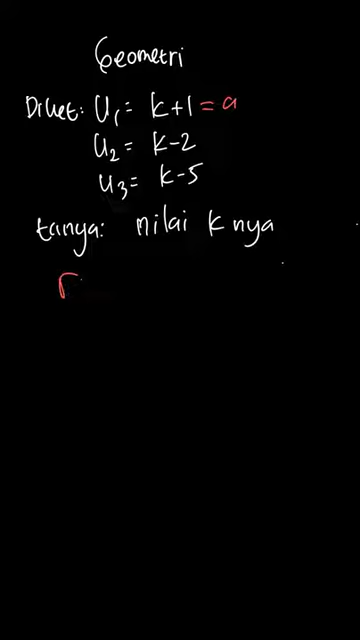 Geometri
Diket: U₁ = k+1 = a
U₂ = k-2
U₃ = k-5
tanya: nilai k nya
r